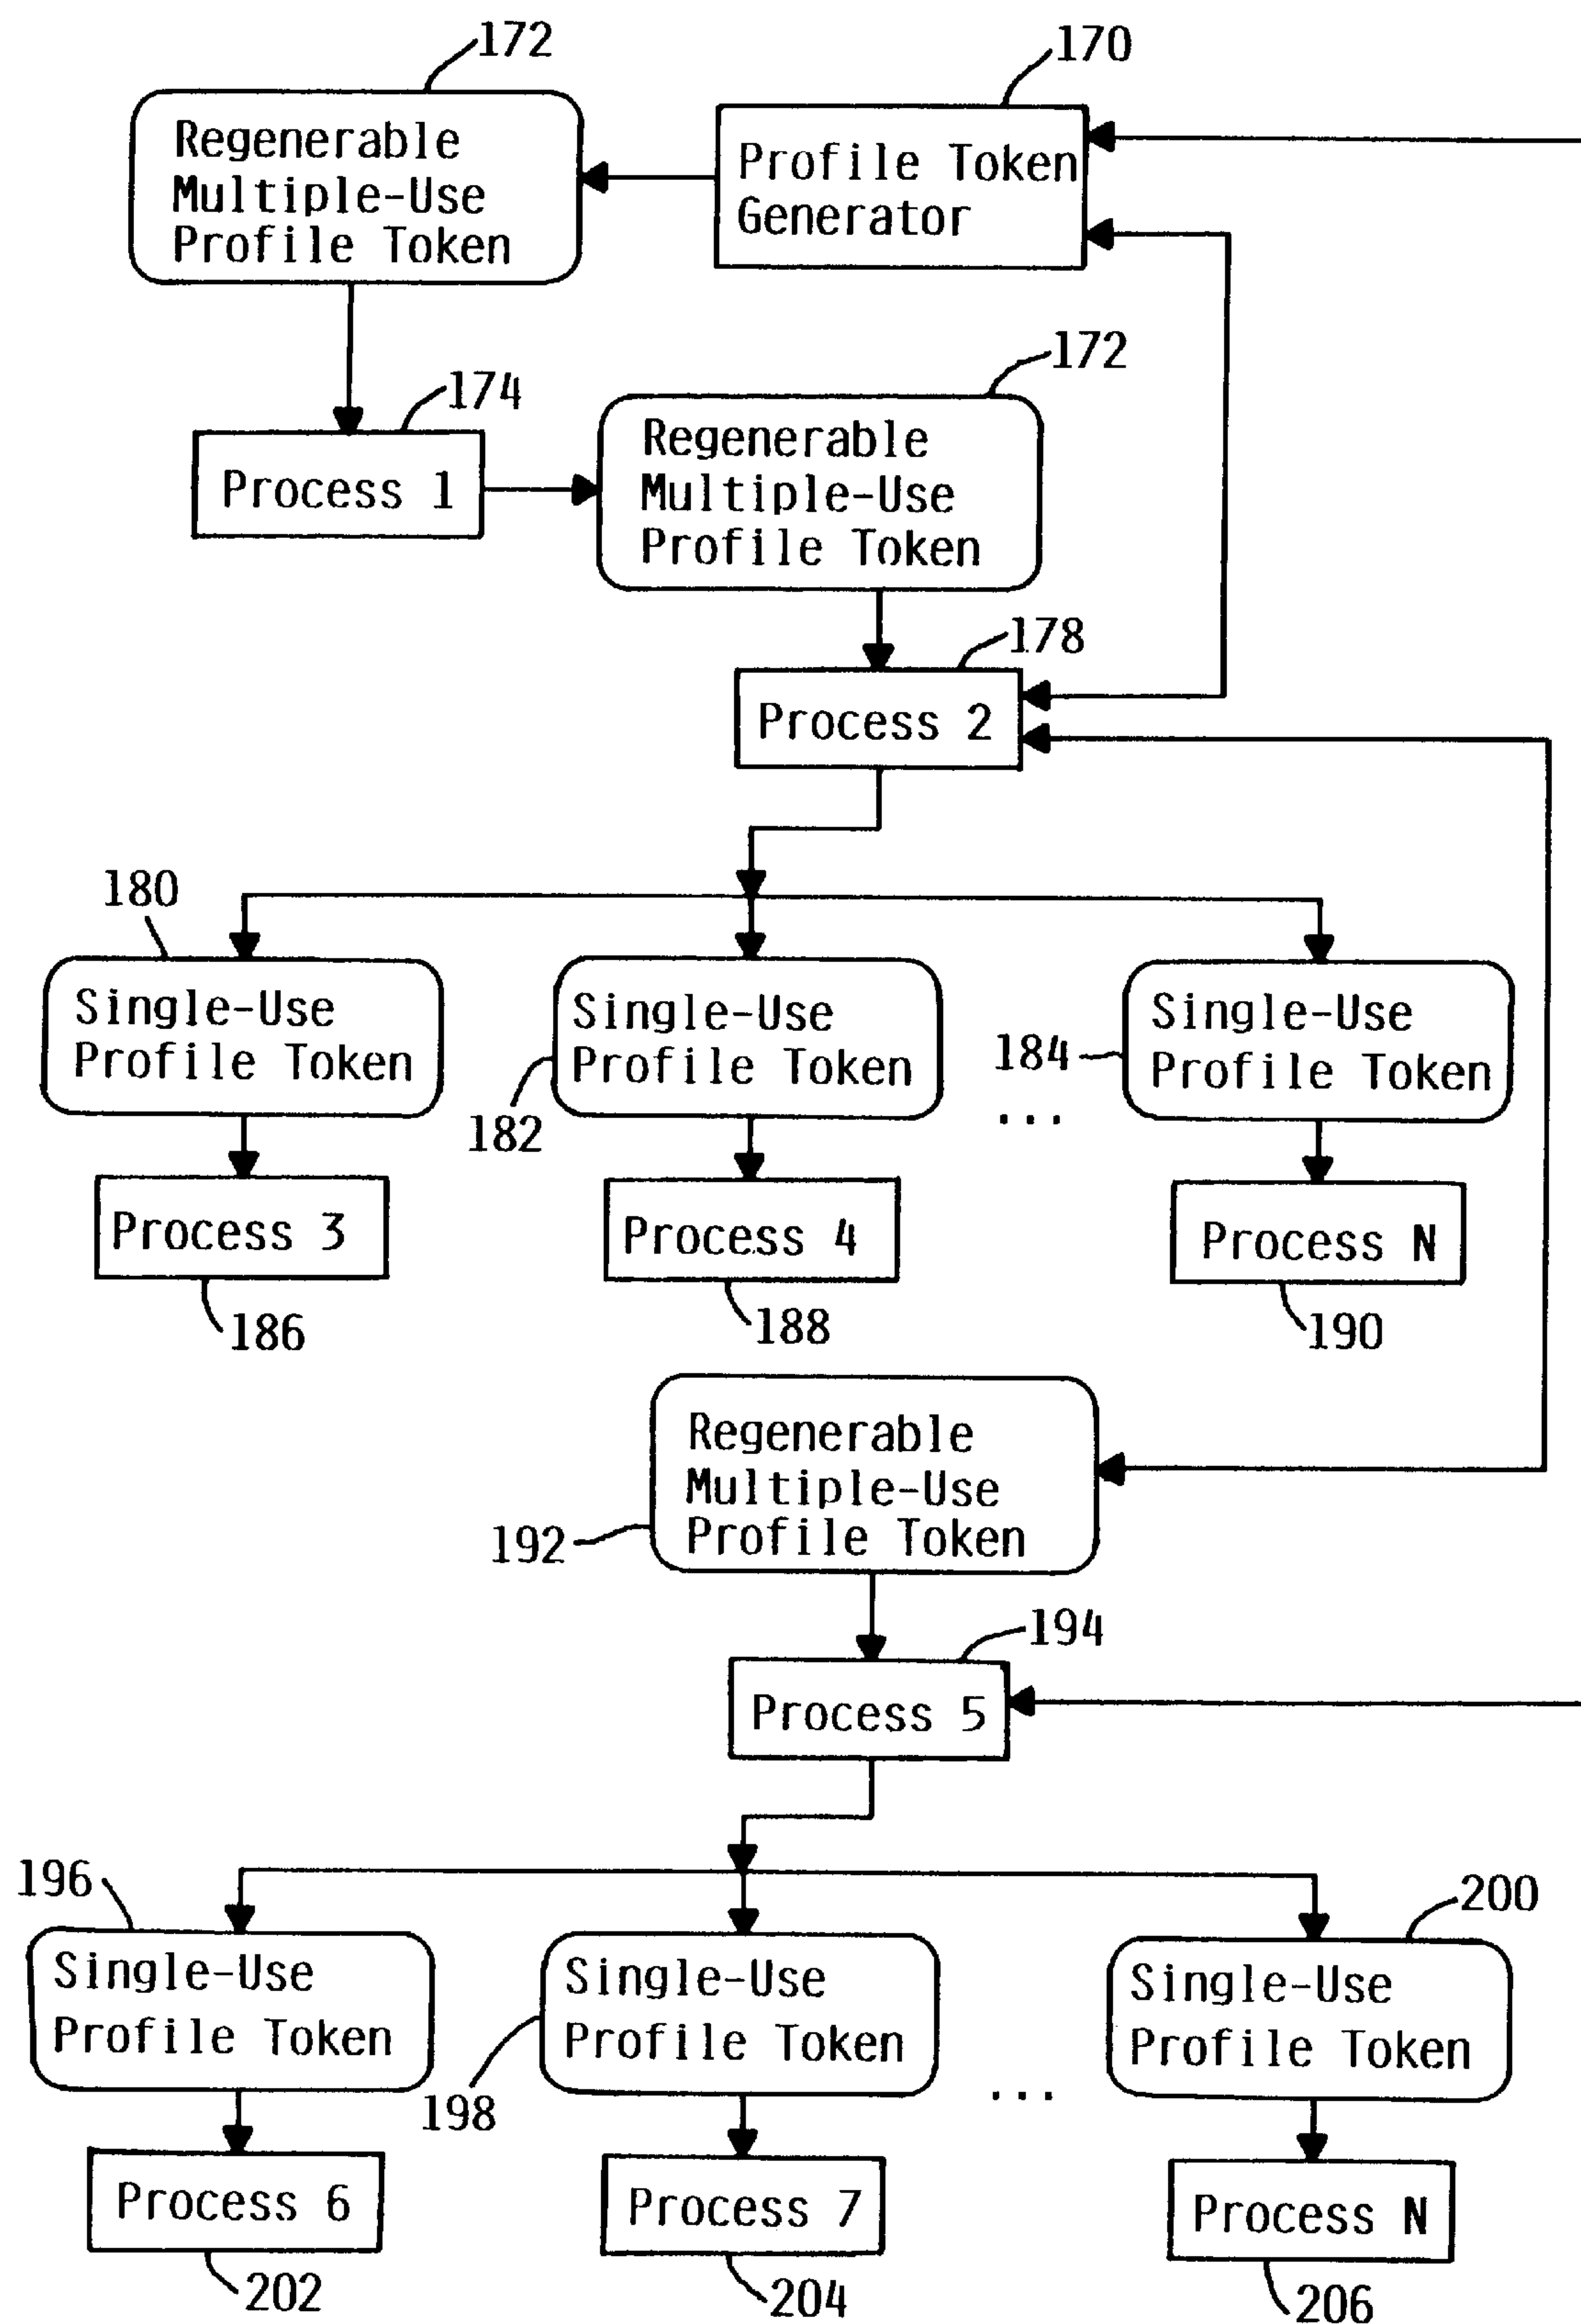 172
170
Regenerable
Multiple-Use
Profile Token
Profile Token
Generator
172
174
Regenerable
Multiple-Use
Profile Token
Process 1
178
Process 2
180
Single-Use
Profile Token
182
Single-Use
Profile Token
184
...
Single-Use
Profile Token
Process 3
Process 4
Process N
186
188
190
Regenerable
Multiple-Use
Profile Token
192
194
Process 5
196
200
Single-Use
Profile Token
198
Single-Use
Profile Token
...
Single-Use
Profile Token
Process 6
Process 7
Process N
202
204
206